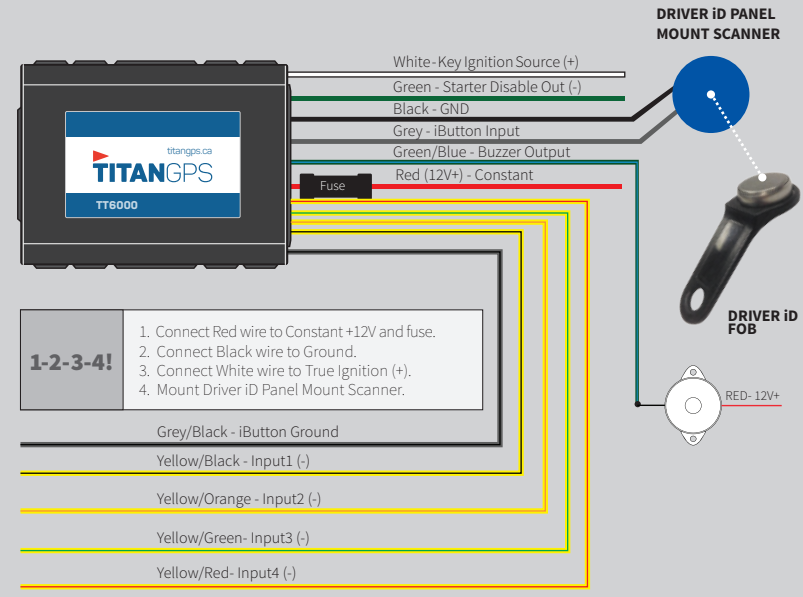 DRIVER iD PANEL
MOUNT SCANNER
White-Key Ignition Source (+)
Green - Starter Disable Out (-)
Black - GND
Grey - iButton Input
Green/Blue - Buzzer Output
Red (12V+) - Constant
Fuse
titangps.ca
TITANGPS
TT6000
DRIVER iD
FOB
1-2-3-4!
1. Connect Red wire to Constant +12V and fuse.
2. Connect Black wire to Ground.
3. Connect White wire to True Ignition (+).
4. Mount Driver iD Panel Mount Scanner.
RED- 12V+
Grey/Black - iButton Ground
Yellow/Black - Input1 (-)
Yellow/Orange - Input2 (-)
Yellow/Green- Input3 (-)
Yellow/Red- Input4 (-)